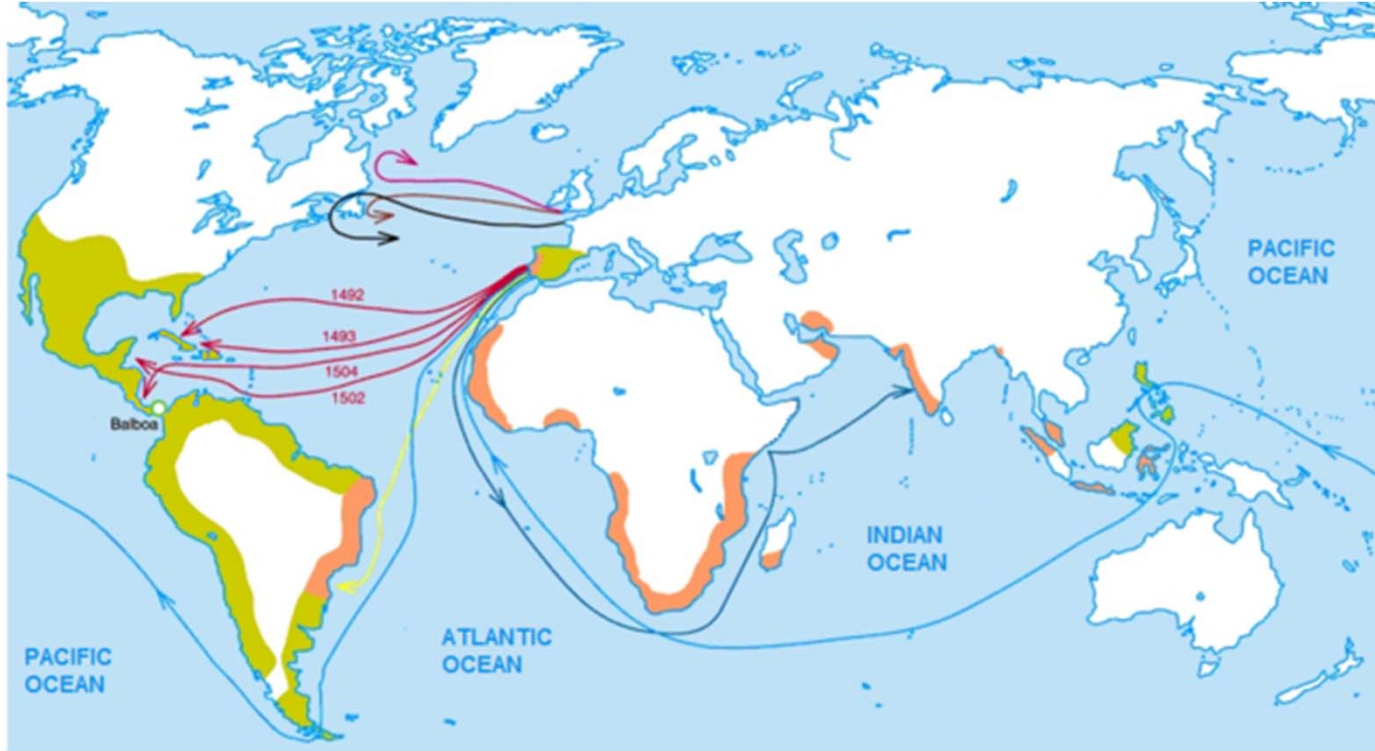 PACIFIC
OCEAN
1492
1493
1504
1502
Balboa
INDIAN
OCEAN
ATLANTIC
OCEAN
PACIFIC
OCEAN